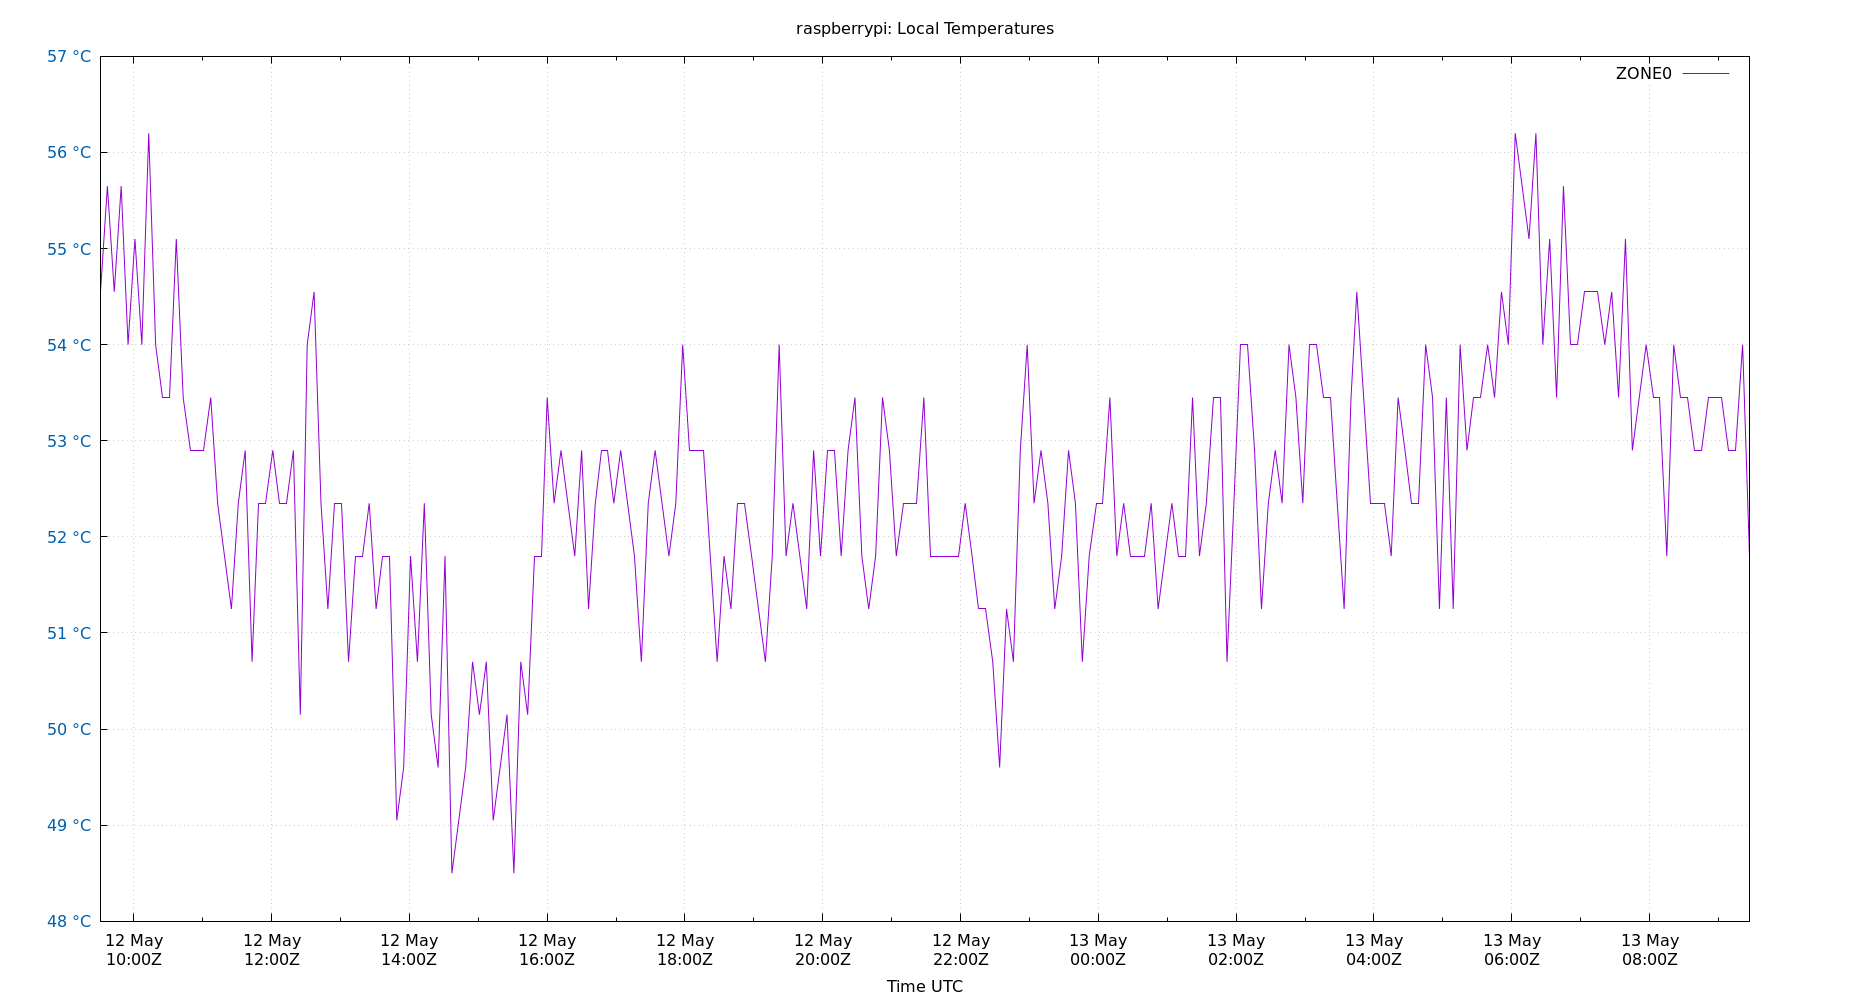 raspberrypi: Local Temperatures
57 °C
ZONE0
56 °C
55 °C
54 °C
53 °C
52 °C
51 °C
50 °C
49 °C
48 °C
12 May 12 May 12 May 12 May 12 May 12 May 12 May 13 May 13 May 13 May 13 May 13 May
10:00Z 12:00Z 14:00Z 16:00Z 18:00Z 20:00Z 22:00Z 00:00Z 02:00Z 04:00Z 06:00Z 08:00Z
Time UTC